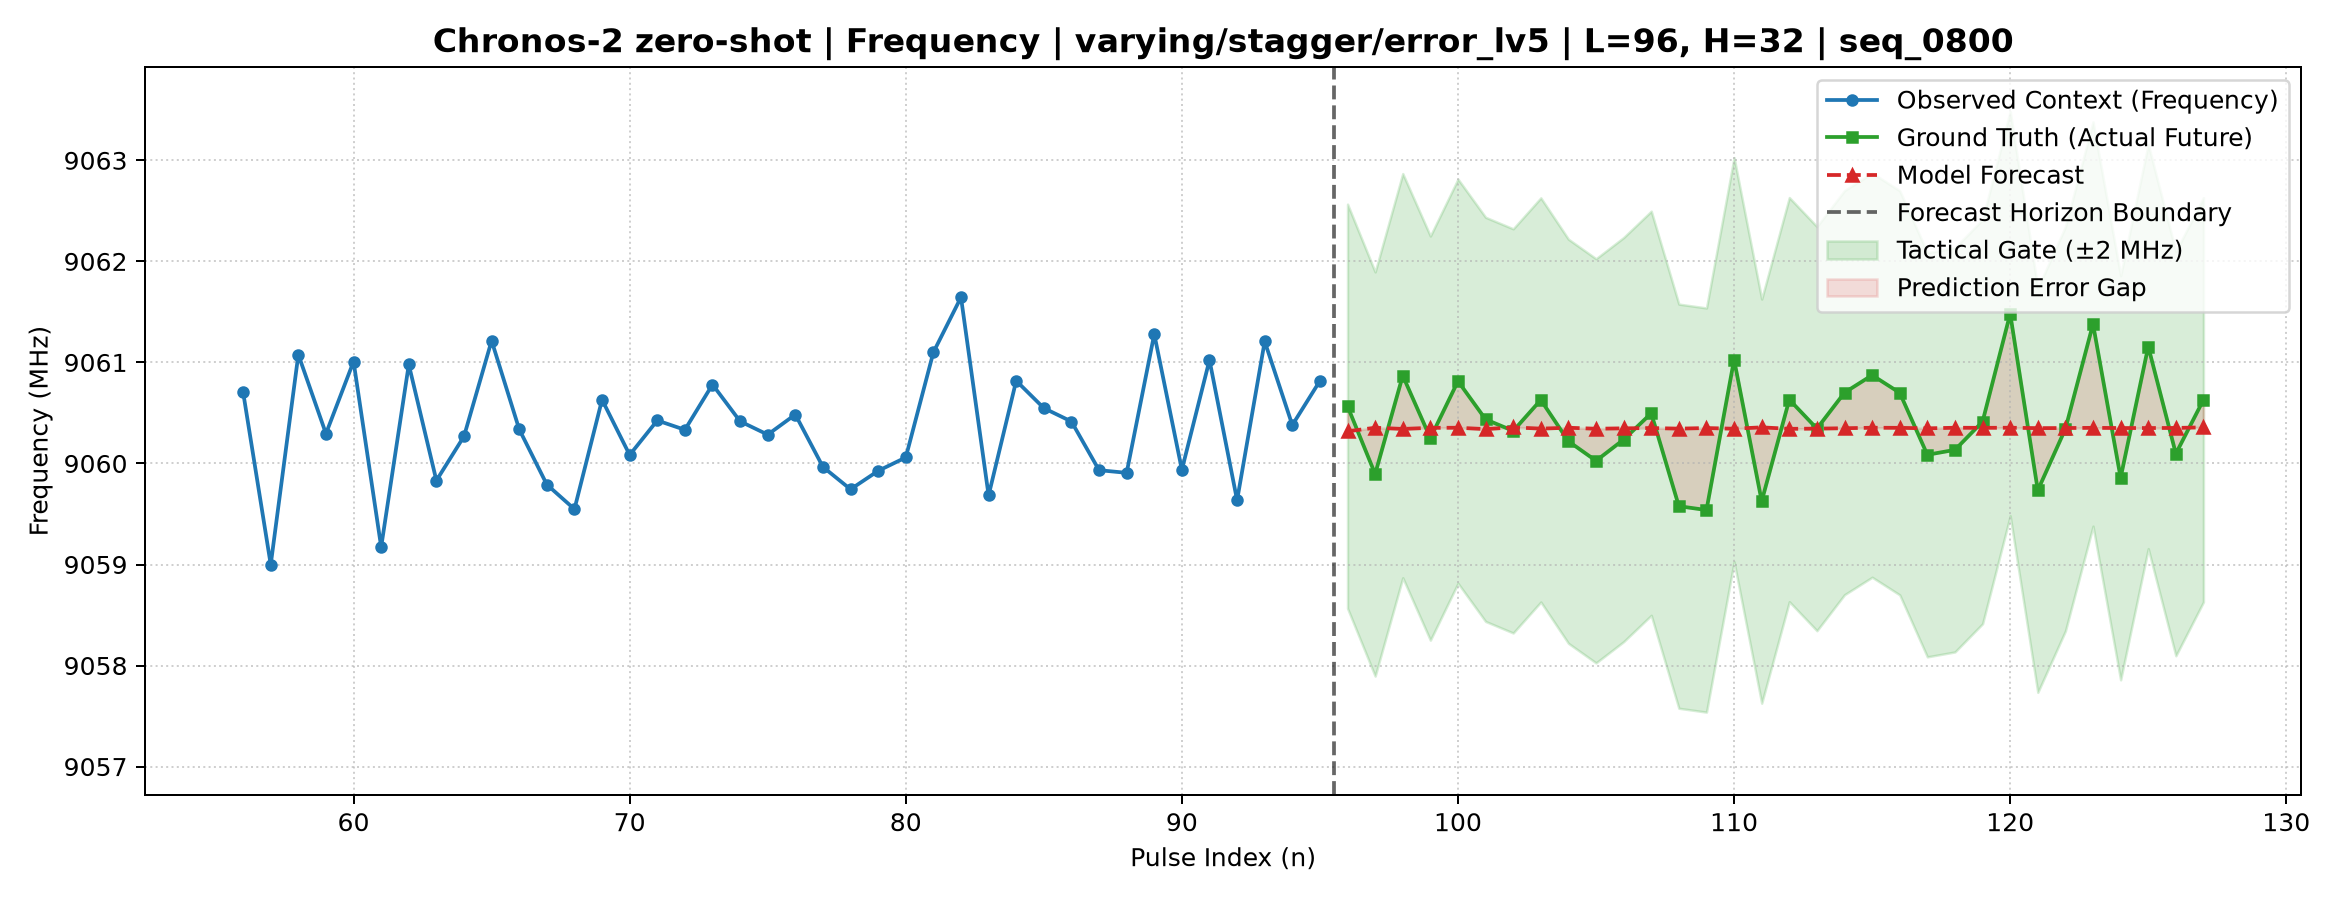 Chronos-2 zero-shot | Frequency | varying/stagger/error_lv5 | L=96, H=32 | seq_0800
Observed Context (Frequency)
Ground Truth (Actual Future)
Model Forecast
Forecast Horizon Boundary
Tactical Gate (±2 MHz)
Prediction Error Gap
Frequency (MHz)
9063
9062
9061
9060
9059
9058
9057
60 70 80 90 100 110 120 130
Pulse Index (n)